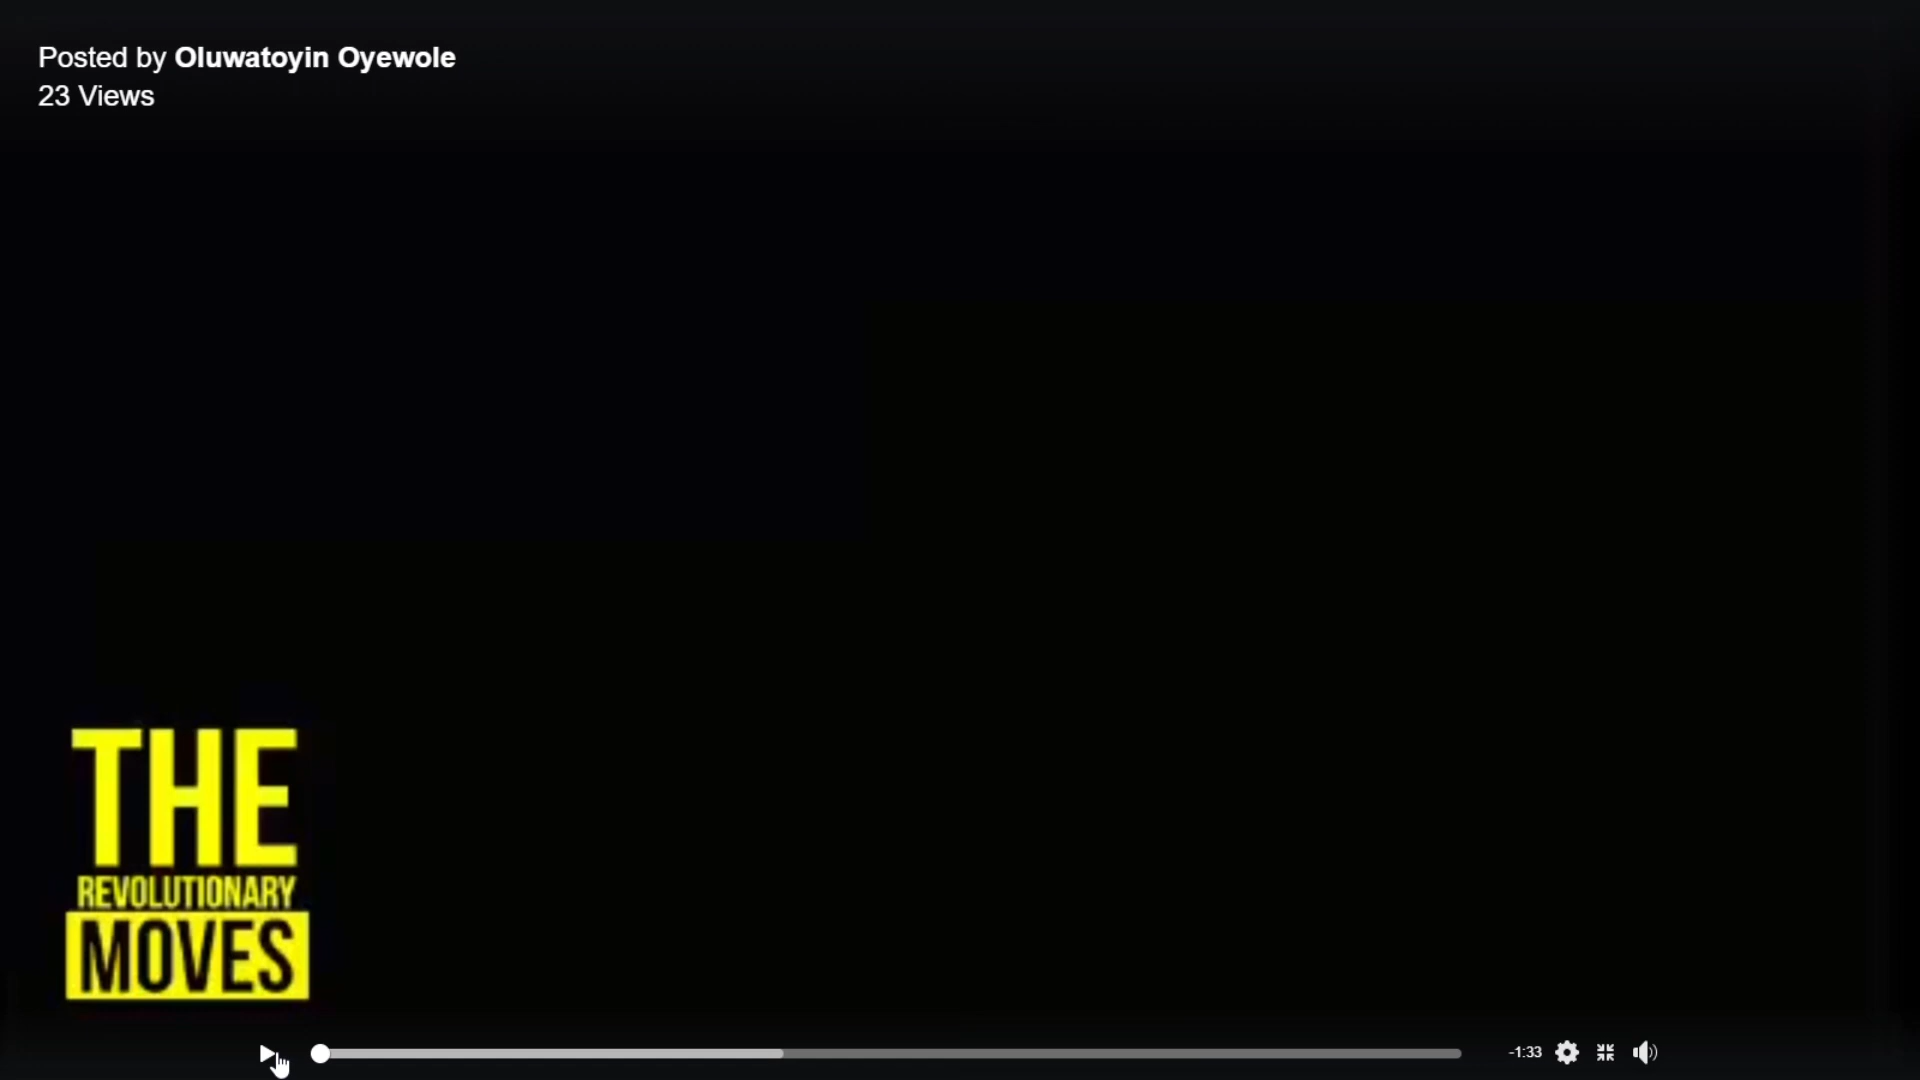 Posted by Oluwatoyin Oyewole
23 Views
THE
REVOLUTIONARY
MOVES
-1:33